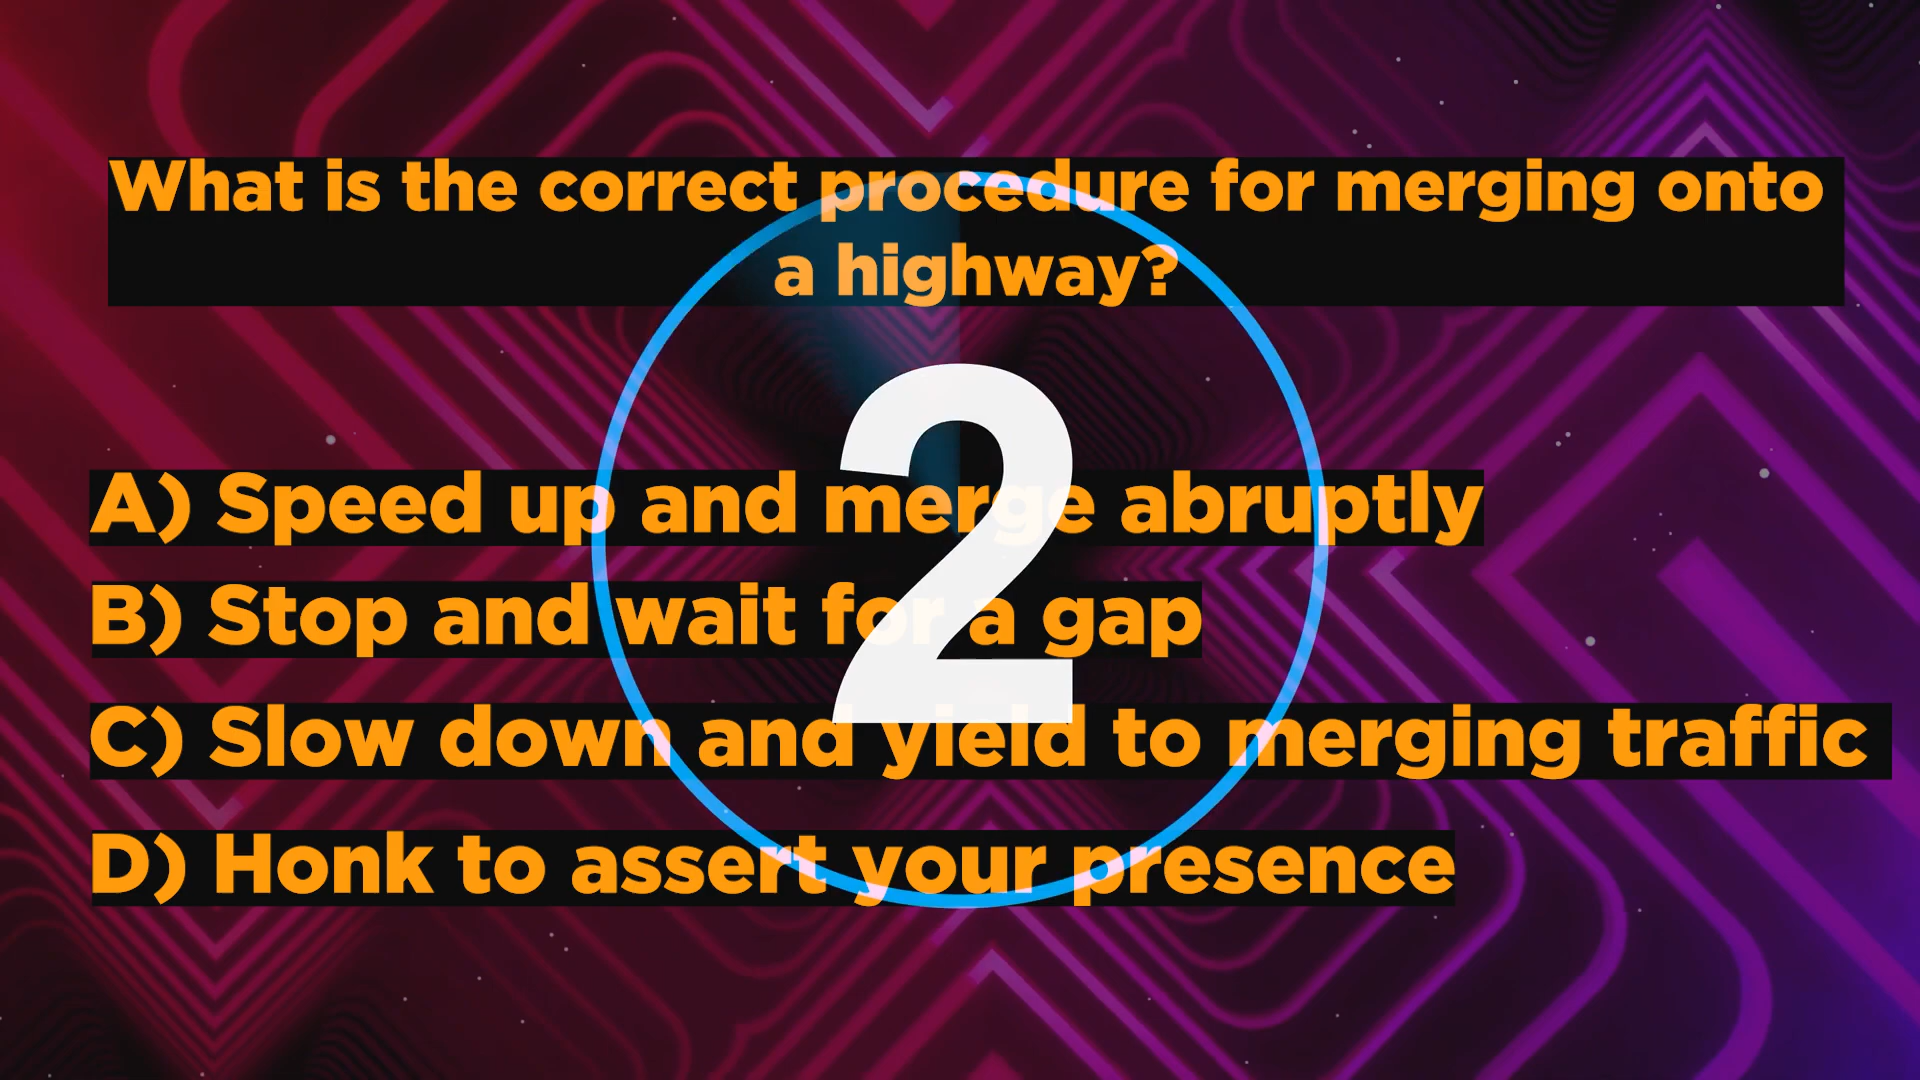 What is the correct procedure for merging onto
a highway?
2
A) Speed up and merge abruptly
B) Stop and wait for a gap
C) Slow down and yield to merging traffic
D) Honk to assert your presence